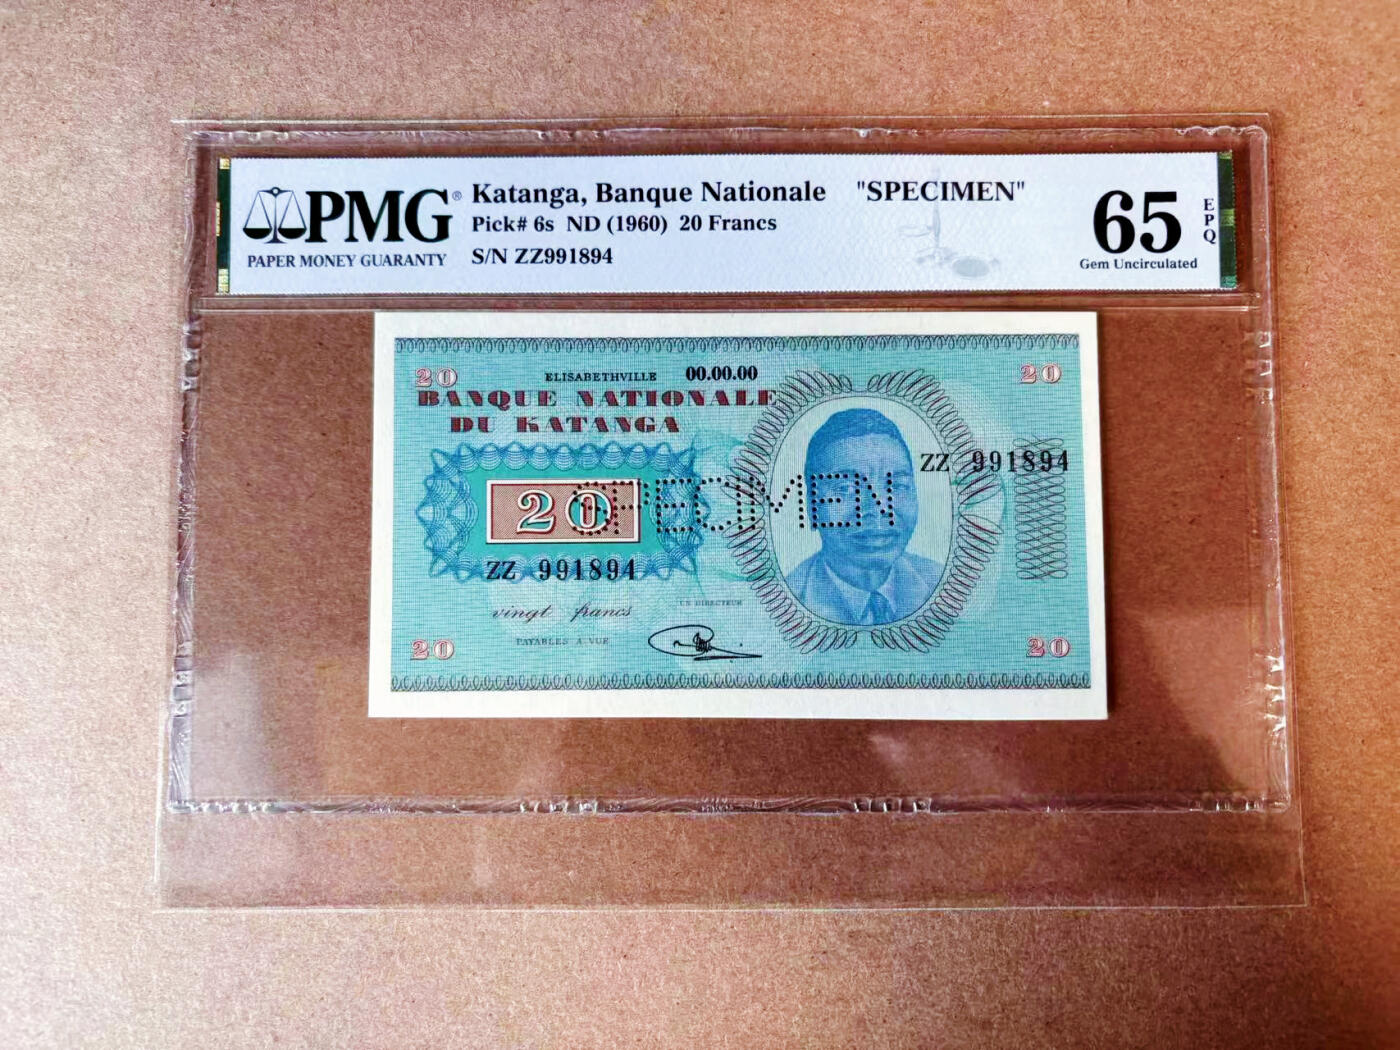 PMG®
PAPER MONEY GUARANTY
Katanga, Banque Nationale "SPECIMEN"
Pick# 6s ND (1960) 20 Francs
S/N ZZ991894
65
EPQ
Gem Uncirculated
20 ELISABETHVILLE 00.00.00 20
BANQUE NATIONALE
DU KATANGA
ZZ 991894
20
SPECIMEN
ZZ 991894
vingt francs
UN DIRECTEUR
PAYABLES A VUE
20 20